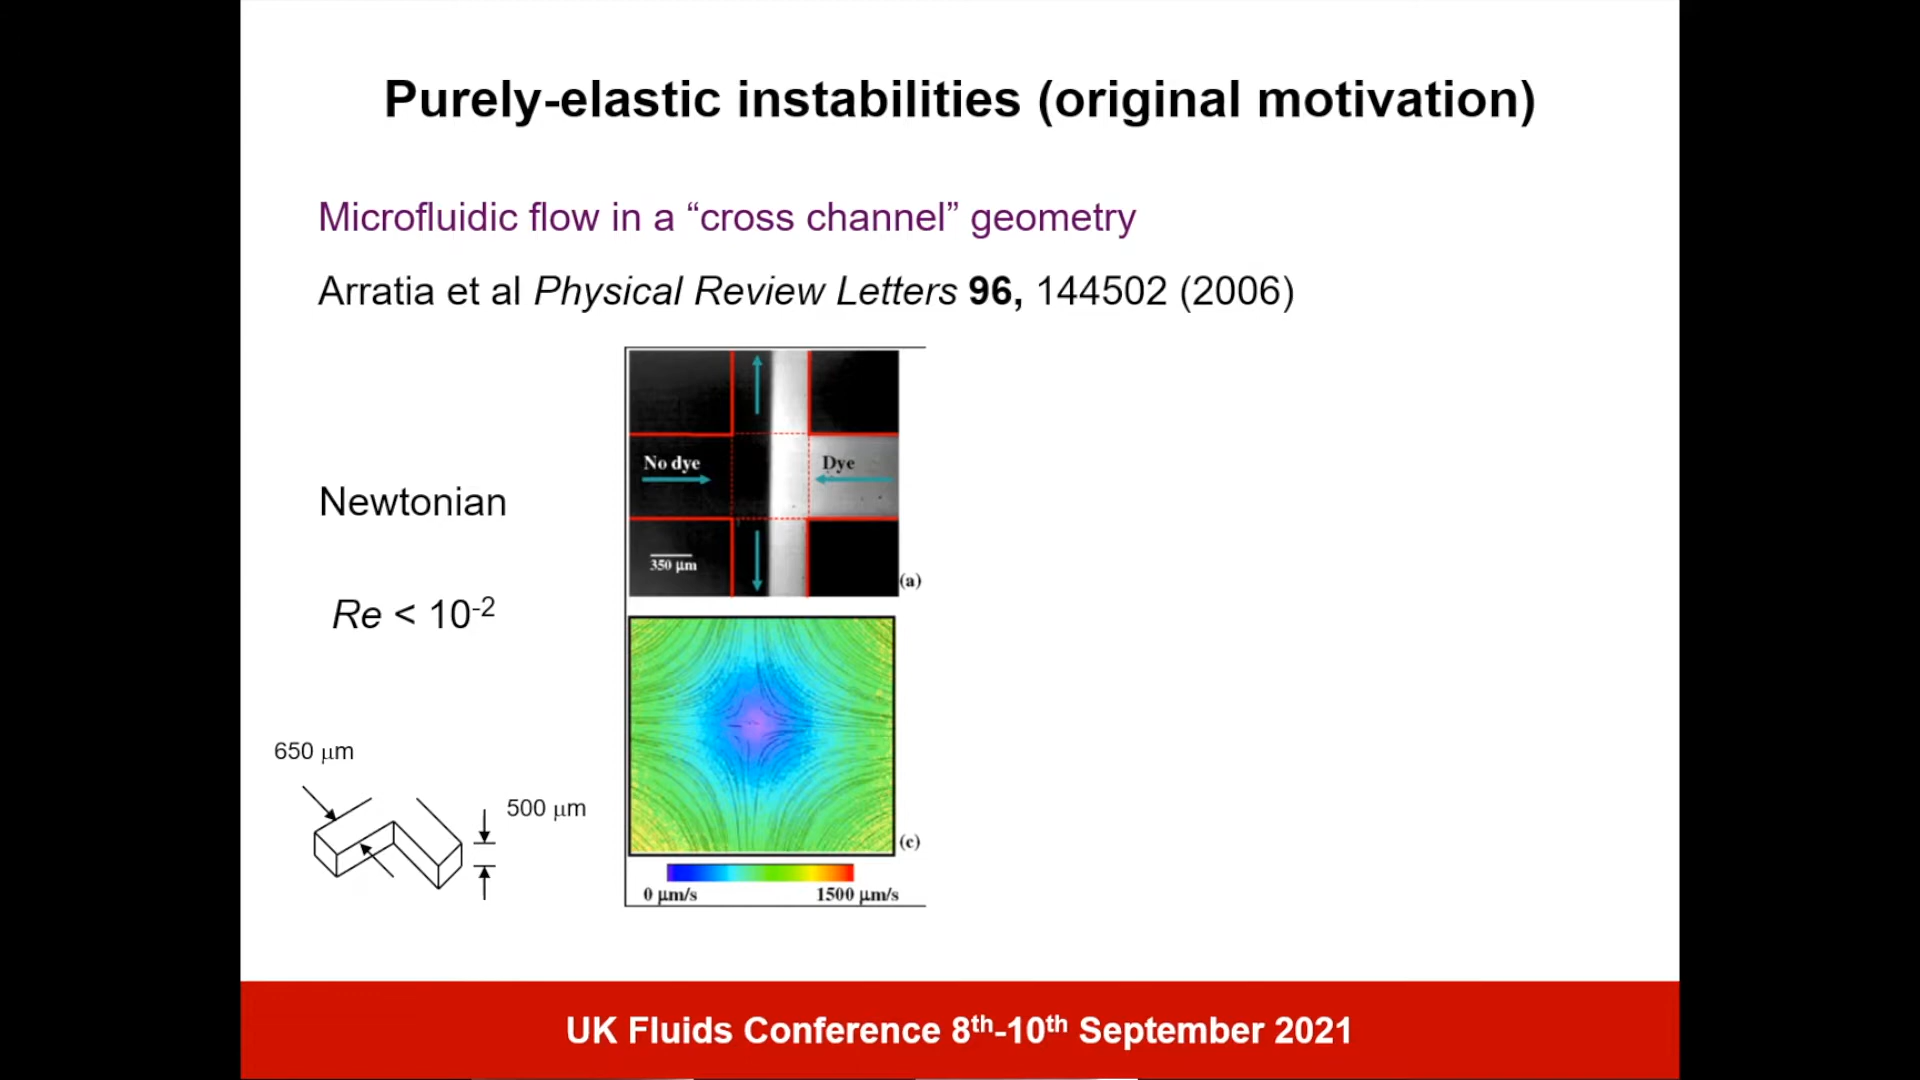 Purely-elastic instabilities (original motivation)
Microfluidic flow in a “cross channel” geometry
Arratia et al Physical Review Letters 96, 144502 (2006)
No dye
Dye
350 μm
(a)
Newtonian
Re < 10-2
650 μm
500 μm
(c)
0 μm/s
1500 μm/s
UK Fluids Conference 8th-10th September 2021